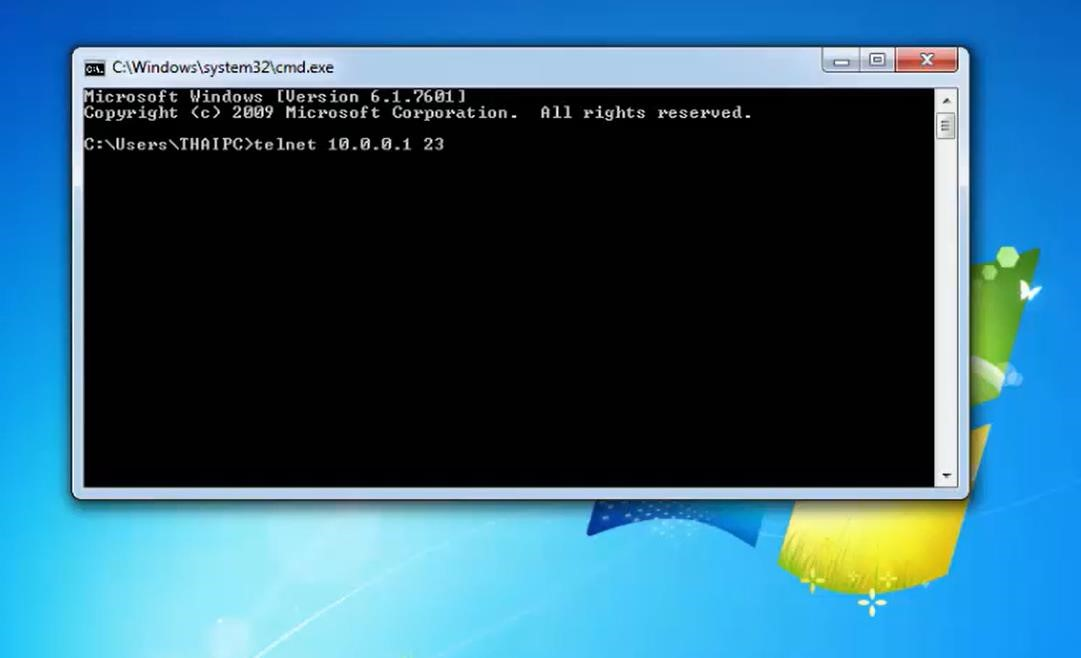 C:\Windows\system32\cmd.exe
Microsoft Windows [Version 6.1.7601]
Copyright (c) 2009 Microsoft Corporation.  All rights reserved.
C:\Users\THAIPC>telnet 10.0.0.1 23